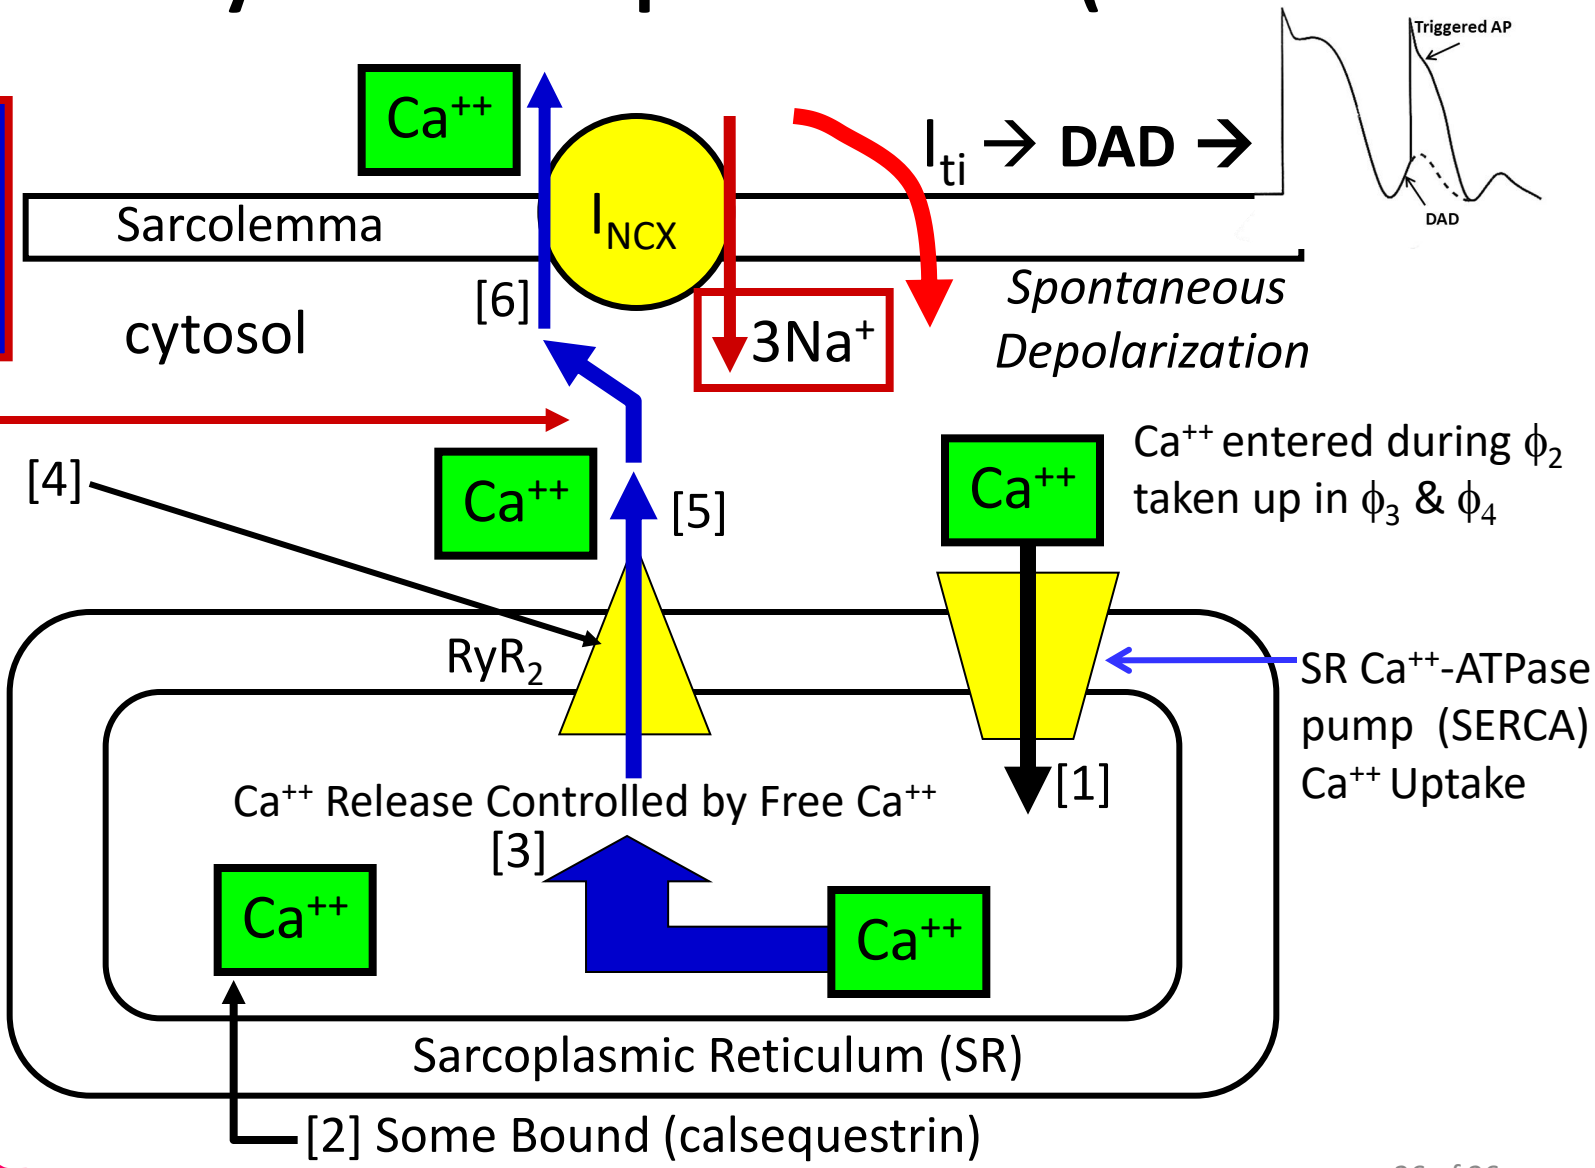 Triggered AP
Ca⁺⁺
I_ti → DAD →
Sarcolemma
I_NCX
DAD
[6]
Spontaneous
Depolarization
cytosol
3Na⁺
Ca⁺⁺ entered during ϕ₂
taken up in ϕ₃ & ϕ₄
[4]
Ca⁺⁺
[5]
Ca⁺⁺
RyR₂
SR Ca⁺⁺-ATPase
pump (SERCA)
Ca⁺⁺ Uptake
[1]
Ca⁺⁺ Release Controlled by Free Ca⁺⁺
[3]
Ca⁺⁺
Ca⁺⁺
Sarcoplasmic Reticulum (SR)
[2] Some Bound (calsequestrin)